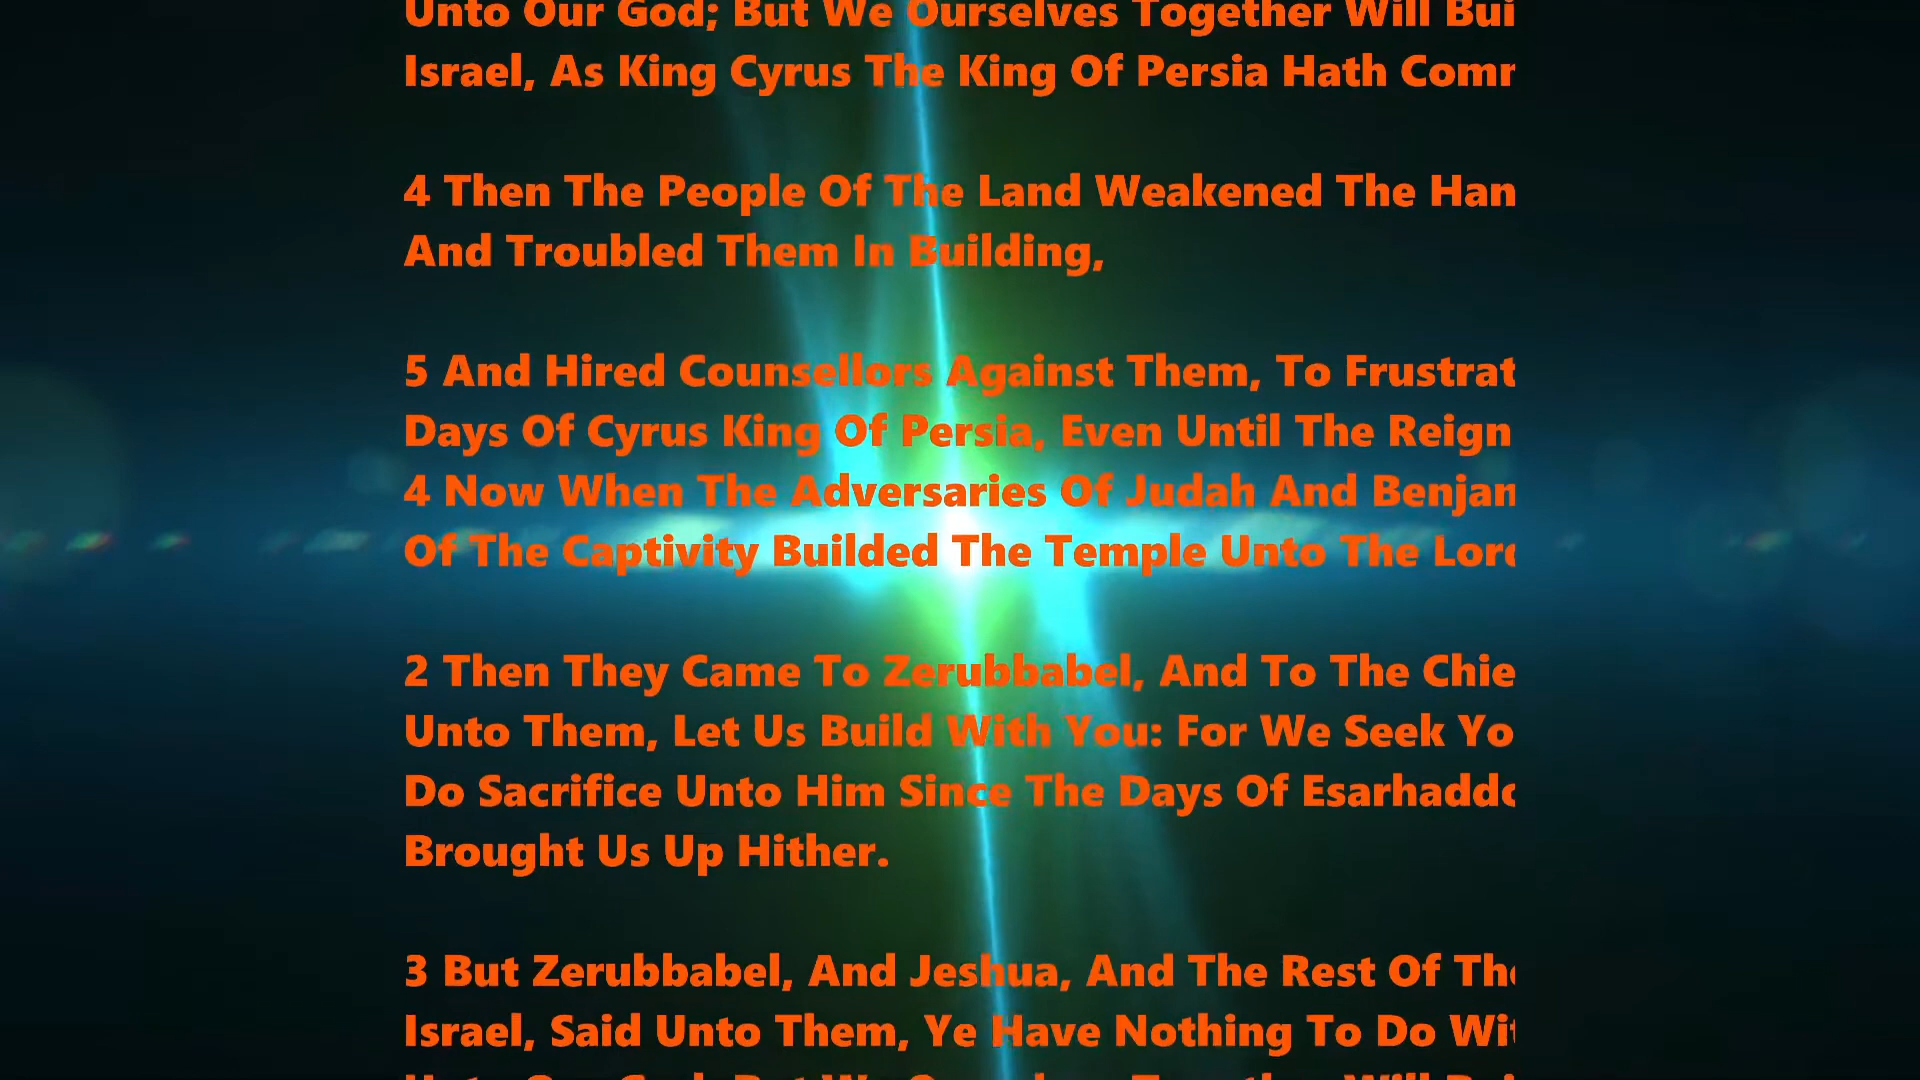 Unto Our God; But We Ourselves Together Will Bui
Israel, As King Cyrus The King Of Persia Hath Com
4 Then The People Of The Land Weakened The Han
And Troubled Them In Building,
5 And Hired Counsellors Against Them, To Frustrat
Days Of Cyrus King Of Persia, Even Until The Reign
4 Now When The Adversaries Of Judah And Benjam
Of The Captivity Builded The Temple Unto The Lord
2 Then They Came To Zerubbabel, And To The Chie
Unto Them, Let Us Build With You: For We Seek Yo
Do Sacrifice Unto Him Since The Days Of Esarhaddo
Brought Us Up Hither.
3 But Zerubbabel, And Jeshua, And The Rest Of The
Israel, Said Unto Them, Ye Have Nothing To Do Wit